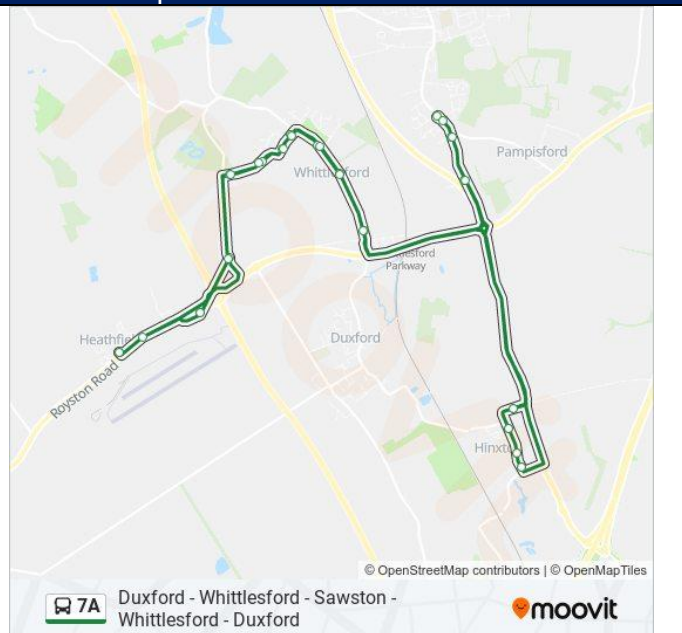 Pampisford
Whittlesford
Parkway
Duxford
Heathfield
Royston Road
Hinxton
© OpenStreetMap contributors | © OpenMapTiles
7A
Duxford - Whittlesford - Sawston -
Whittlesford - Duxford
moovit